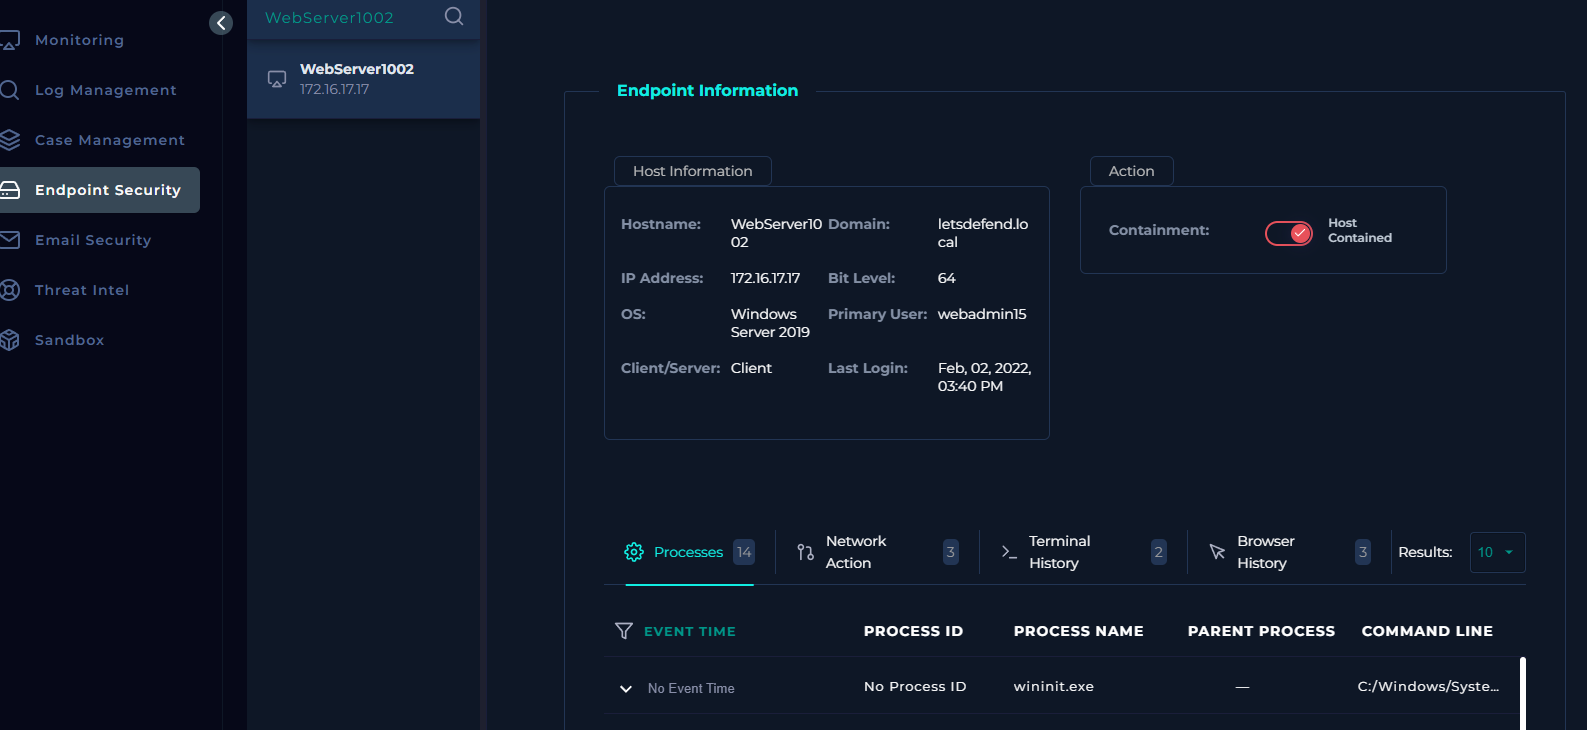 Monitoring
Log Management
Case Management
Endpoint Security
Email Security
Threat Intel
Sandbox
WebServer1002
WebServer1002
172.16.17.17
Endpoint Information
Host Information
Hostname: WebServer10 Domain: letsdefend.lo
02 cal
IP Address: 172.16.17.17 Bit Level: 64
OS: Windows Primary User: webadmin15
Server 2019
Client/Server: Client Last Login: Feb, 02, 2022,
03:40 PM
Action
Containment: Host
Contained
Processes 14
Network 3
Action
Terminal 2
History
Browser 3
History
Results: 10
EVENT TIME PROCESS ID PROCESS NAME PARENT PROCESS COMMAND LINE
No Event Time No Process ID wininit.exe — C:/Windows/Syste...